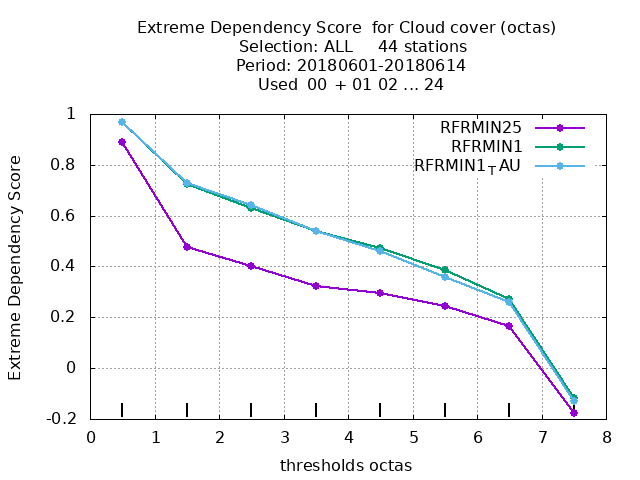 Extreme Dependency Score for Cloud cover (octas)
Selection: ALL 44 stations
Period: 20180601-20180614
Used 00 + 01 02 ... 24
RFRMIN25
RFRMIN1
RFRMIN1TAU
Extreme Dependency Score
1
0.8
0.6
0.4
0.2
0
-0.2
0 1 2 3 4 5 6 7 8
thresholds octas